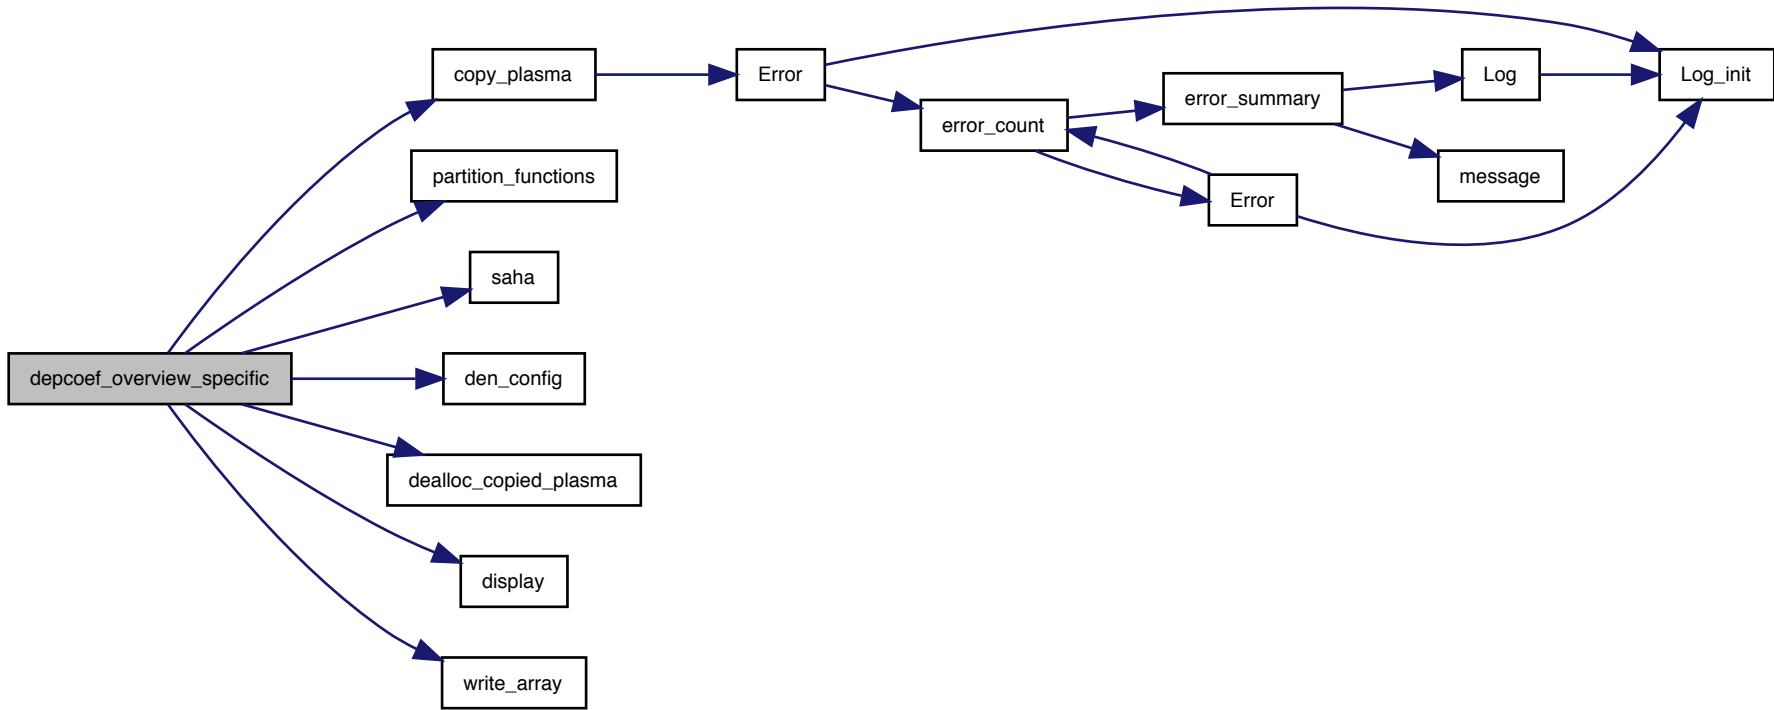 copy_plasma
Error
Log
Log_init
error_summary
error_count
partition_functions
message
Error
saha
depcoef_overview_specific
den_config
dealloc_copied_plasma
display
write_array